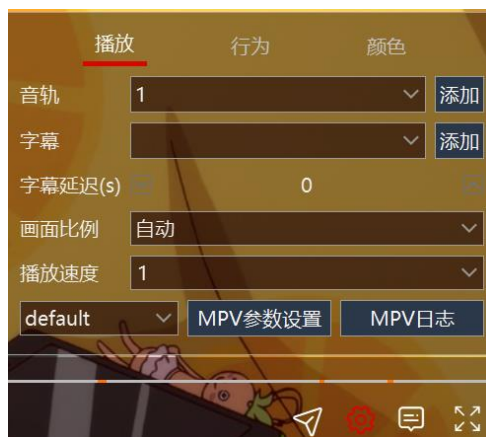 播放 行为 颜色
音轨 1 添加
字幕 添加
字幕延迟(s) 0
画面比例 自动
播放速度 1
default MPV参数设置 MPV日志